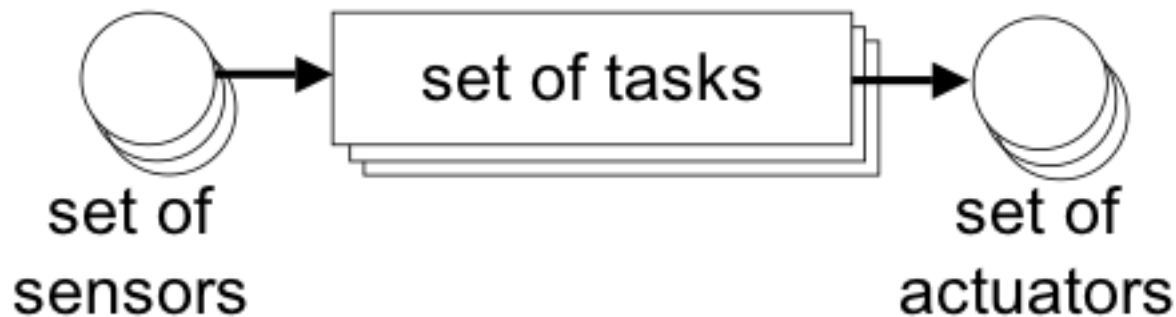 set of tasks
set of
sensors
set of
actuators